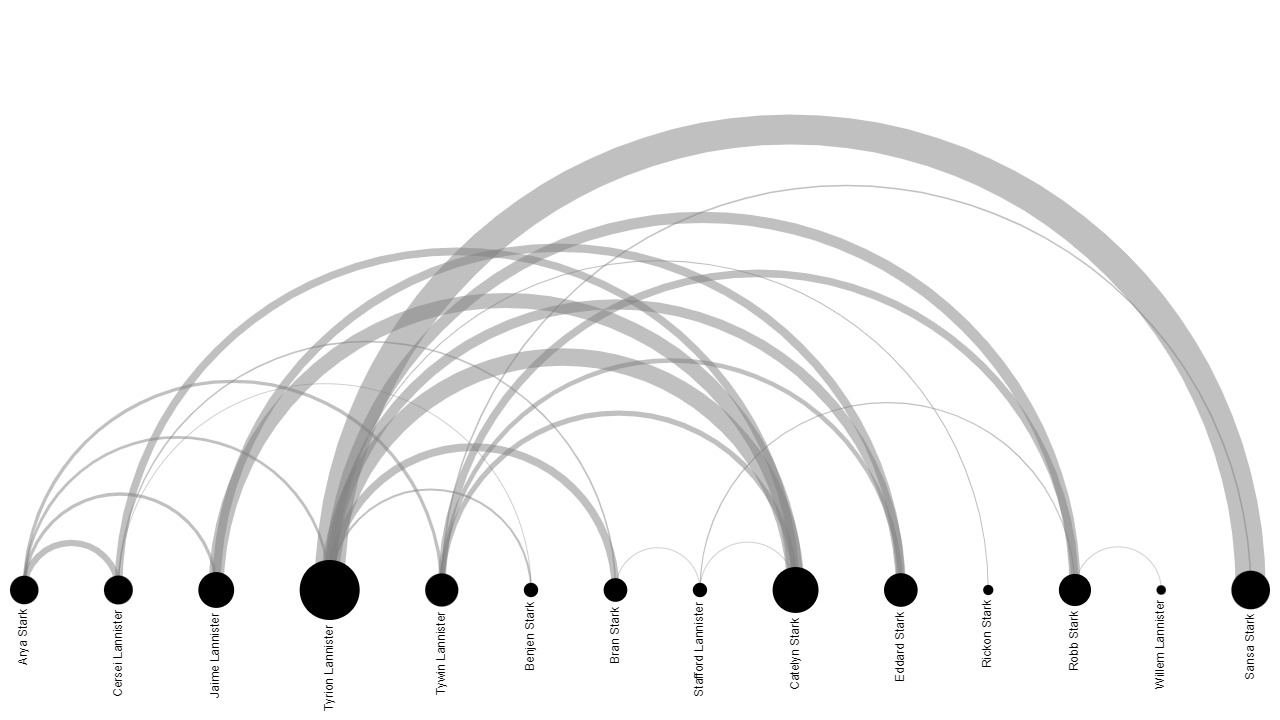 Arya Stark
Cersei Lannister
Jaime Lannister
Tyrion Lannister
Tywin Lannister
Benjen Stark
Bran Stark
Stafford Lannister
Catelyn Stark
Eddard Stark
Rickon Stark
Robb Stark
Willem Lannister
Sansa Stark